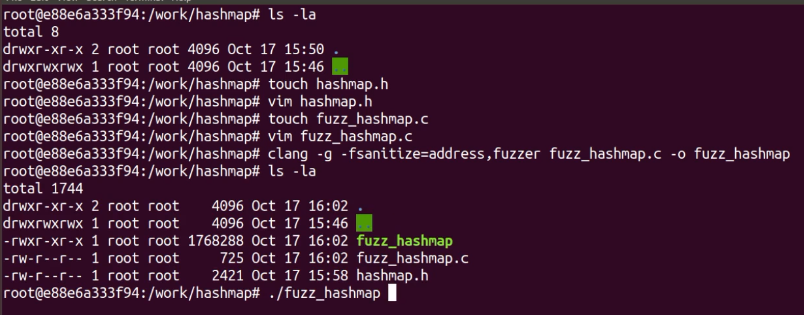 root@e88e6a333f94:/work/hashmap# ls -la
total 8
drwxr-xr-x 2 root root 4096 Oct 17 15:50 .
drwxrwxrwx 1 root root 4096 Oct 17 15:46 ..
root@e88e6a333f94:/work/hashmap# touch hashmap.h
root@e88e6a333f94:/work/hashmap# vim hashmap.h
root@e88e6a333f94:/work/hashmap# touch fuzz_hashmap.c
root@e88e6a333f94:/work/hashmap# vim fuzz_hashmap.c
root@e88e6a333f94:/work/hashmap# clang -g -fsanitize=address,fuzzer fuzz_hashmap.c -o fuzz_hashmap
root@e88e6a333f94:/work/hashmap# ls -la
total 1744
drwxr-xr-x 2 root root    4096 Oct 17 16:02 .
drwxrwxrwx 1 root root    4096 Oct 17 15:46 ..
-rwxr-xr-x 1 root root 1768288 Oct 17 16:02 fuzz_hashmap
-rw-r--r-- 1 root root     725 Oct 17 16:02 fuzz_hashmap.c
-rw-r--r-- 1 root root    2421 Oct 17 15:58 hashmap.h
root@e88e6a333f94:/work/hashmap# ./fuzz_hashmap